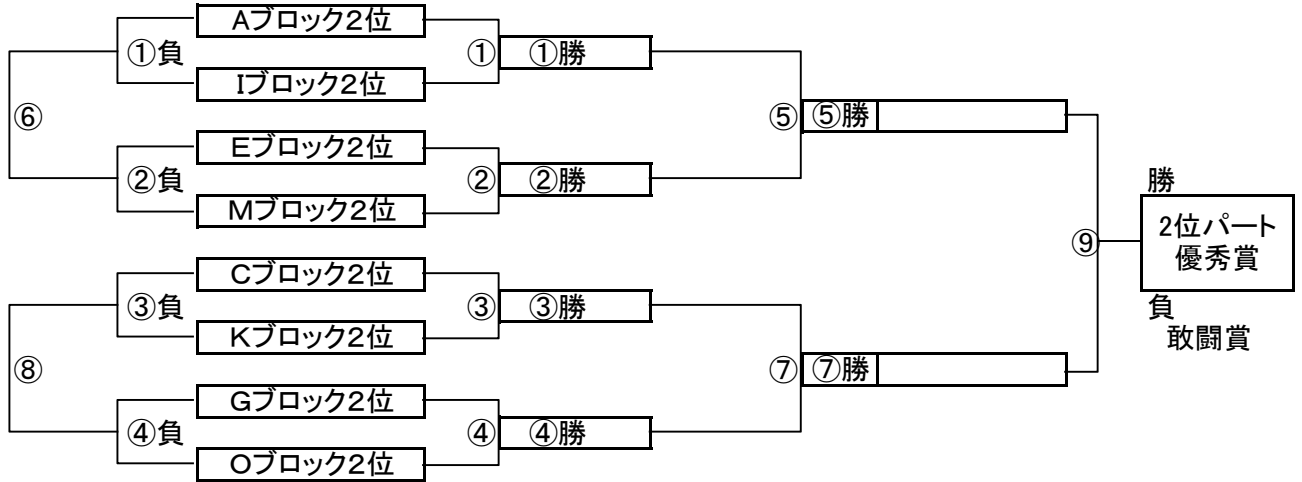 Aブロック2位
①負 ① ①勝
Iブロック2位
⑥ ⑤ ⑤勝
Eブロック2位
②負 ② ②勝
Mブロック2位
勝
2位パート
優秀賞
⑨
負
敢闘賞
Cブロック2位
③負 ③ ③勝
Kブロック2位
⑧ ⑦ ⑦勝
Gブロック2位
④負 ④ ④勝
Oブロック2位